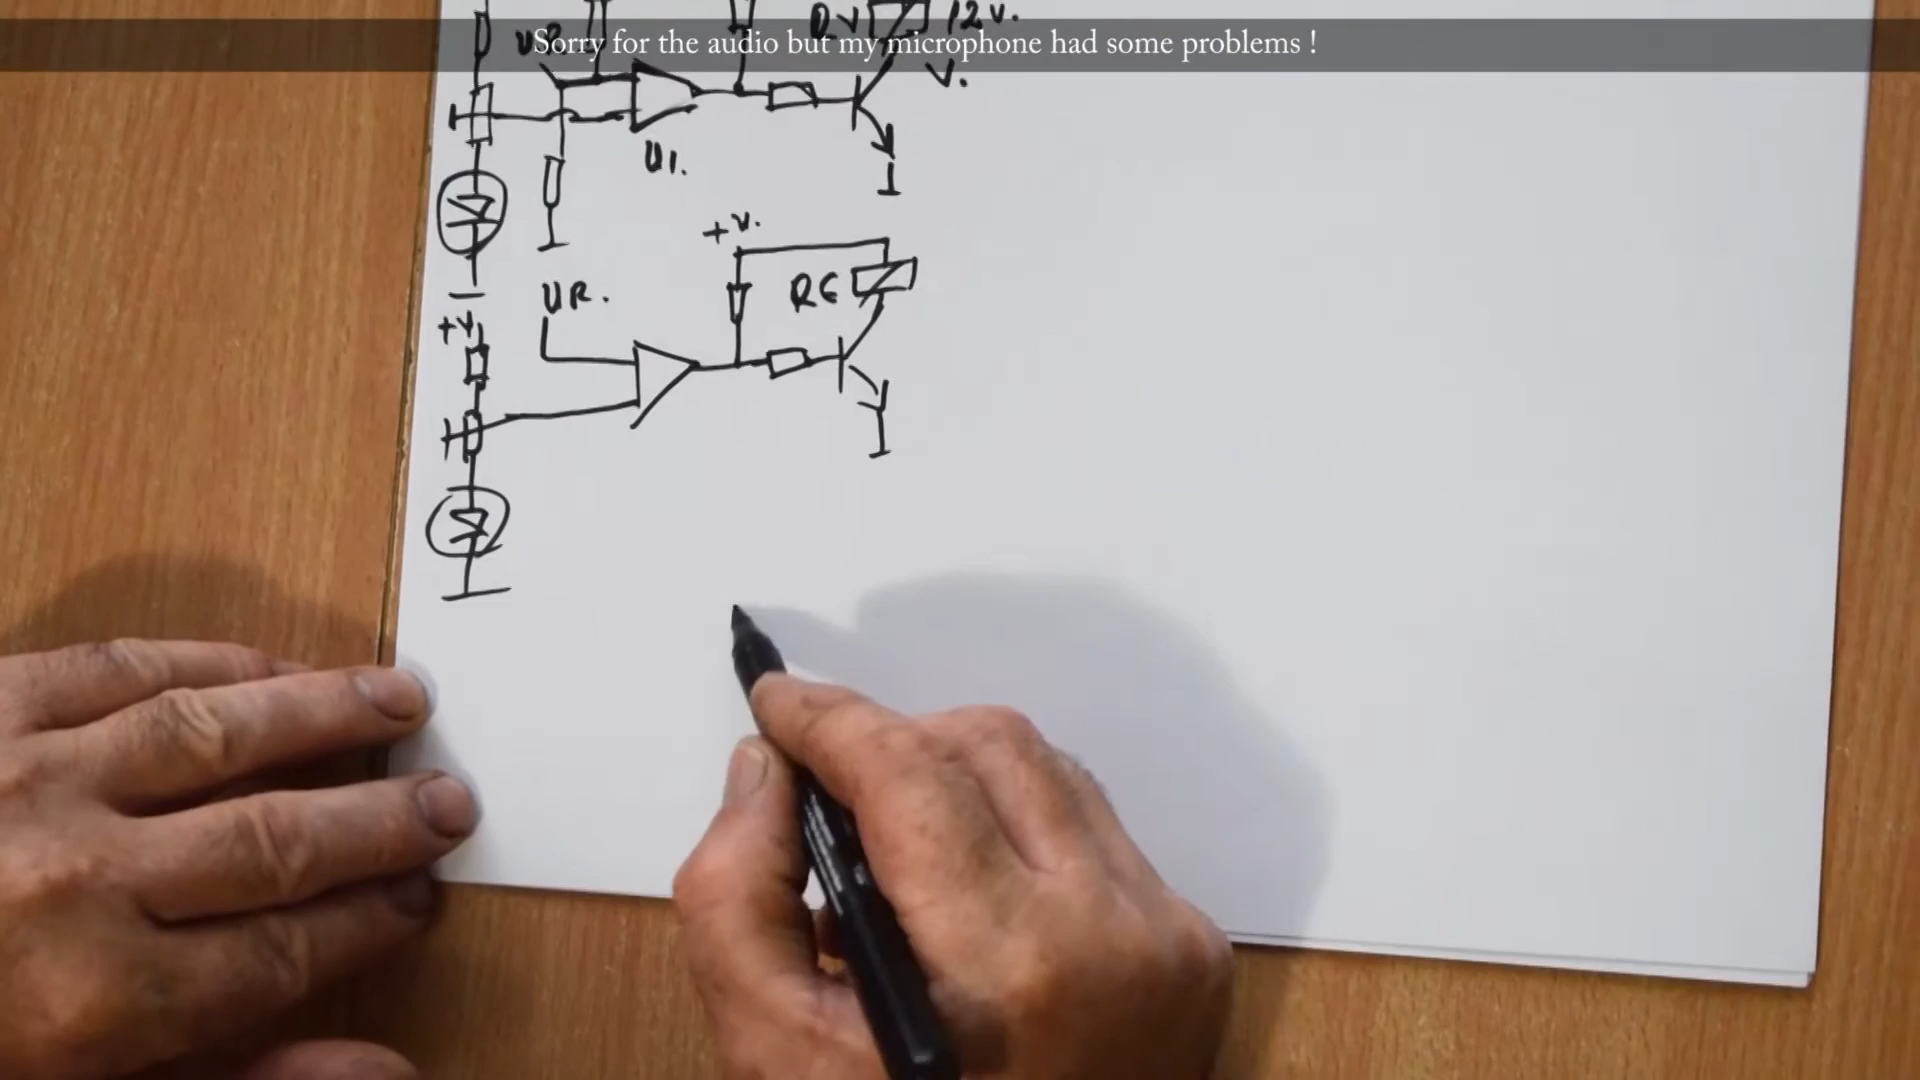 Sorry for the audio but my microphone had some problems !
12v.
V.
U1.
+V.
UR.
RE
+V